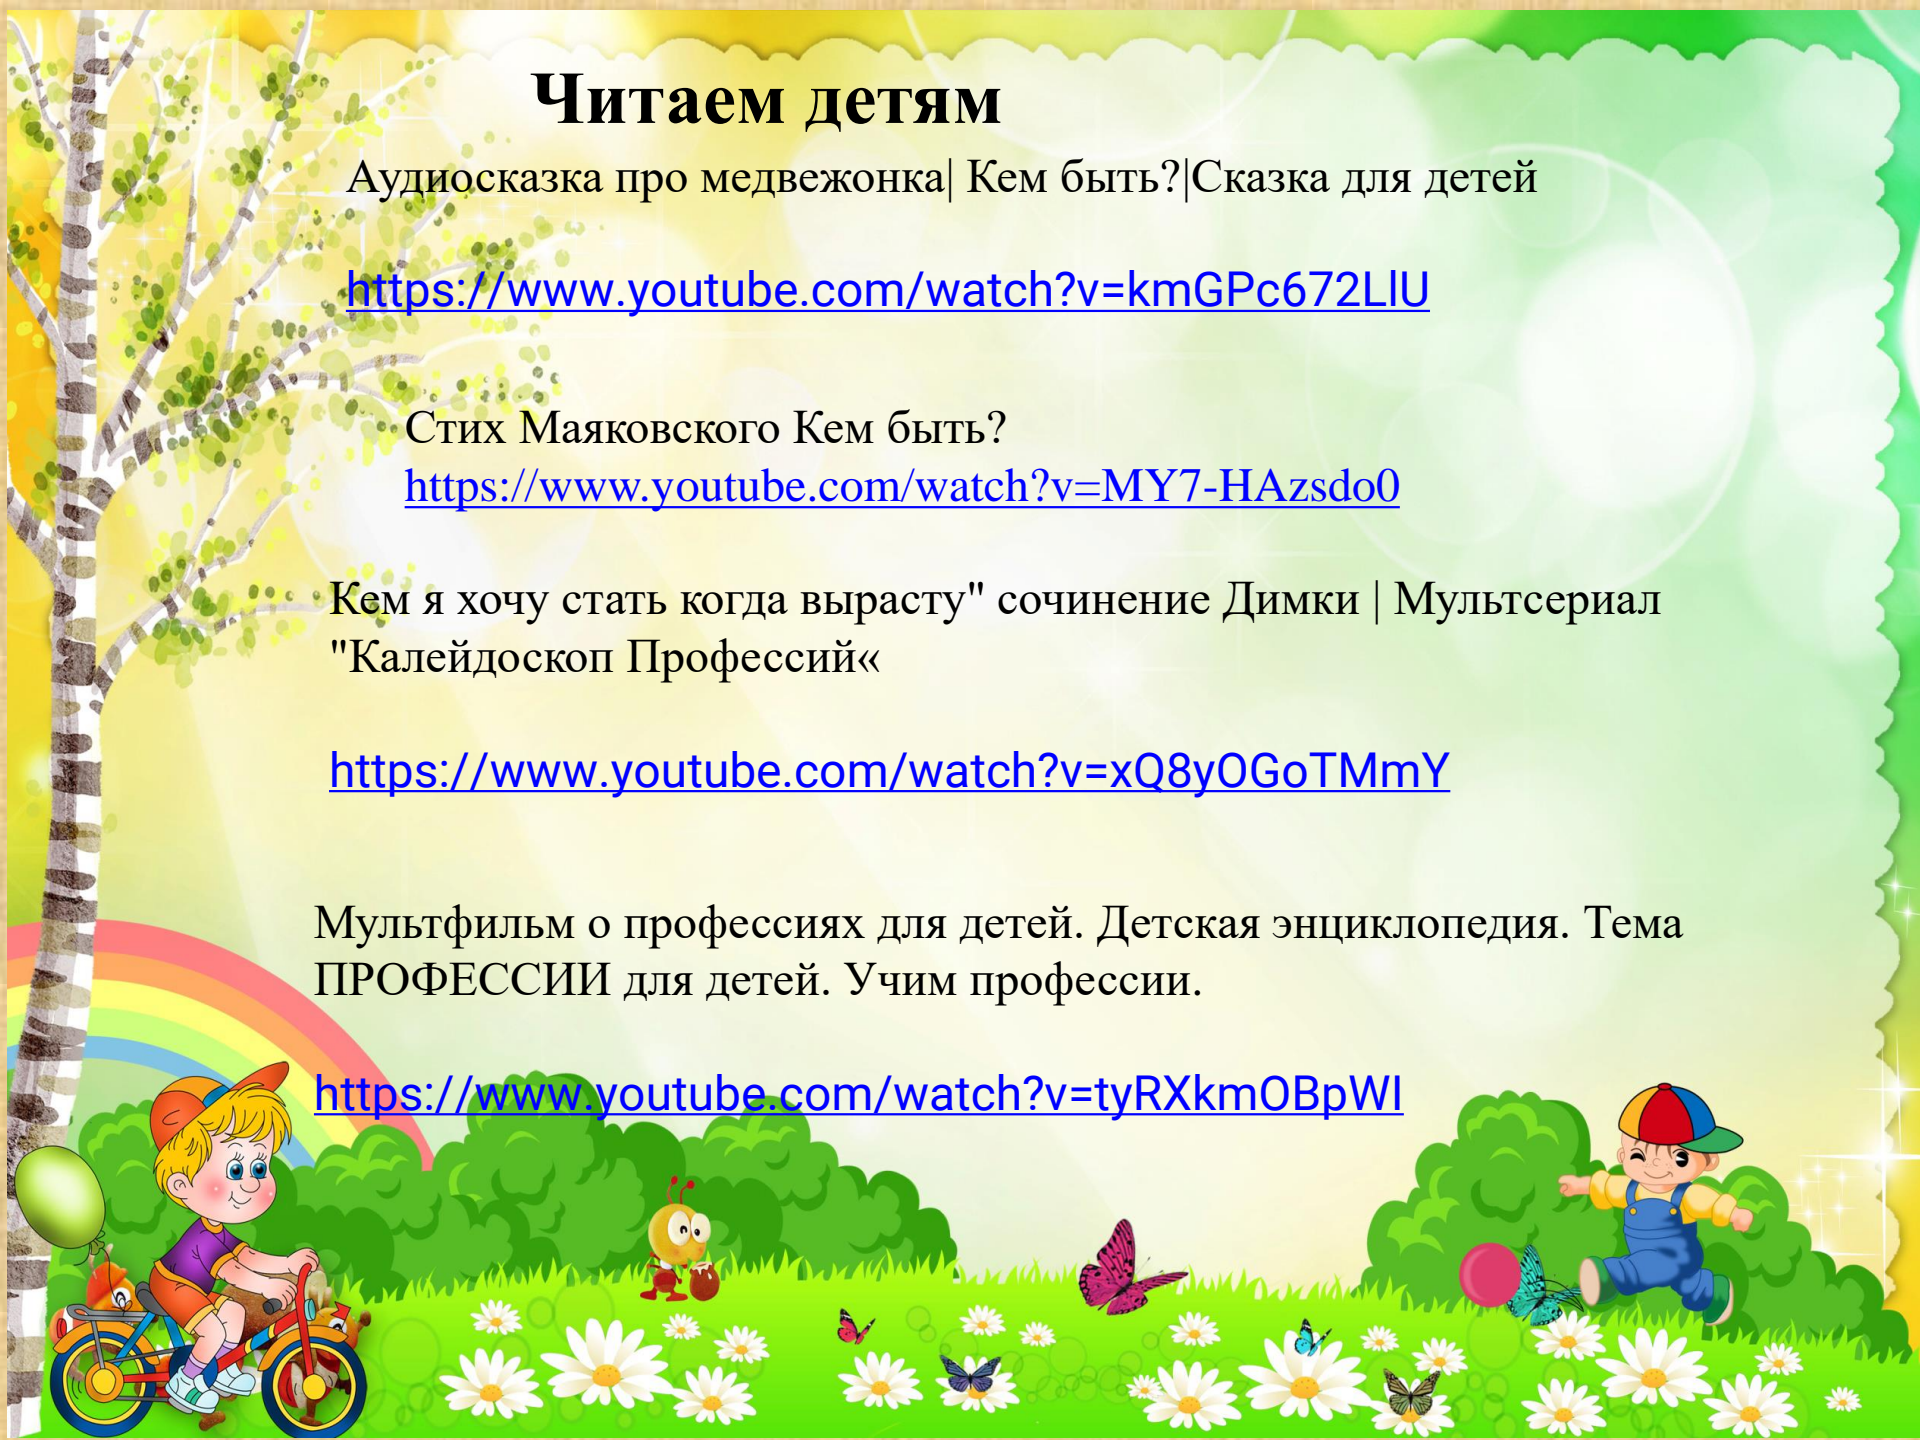 Читаем детям
Аудиосказка про медвежонка| Кем быть?|Сказка для детей
https://www.youtube.com/watch?v=kmGPc672LlU
Стих Маяковского Кем быть?
https://www.youtube.com/watch?v=MY7-HAzsdo0
Кем я хочу стать когда вырасту" сочинение Димки | Мультсериал
"Калейдоскоп Профессий«
https://www.youtube.com/watch?v=xQ8yOGoTMmY
Мультфильм о профессиях для детей. Детская энциклопедия. Тема
ПРОФЕССИИ для детей. Учим профессии.
https://www.youtube.com/watch?v=tyRXkmOBpWI